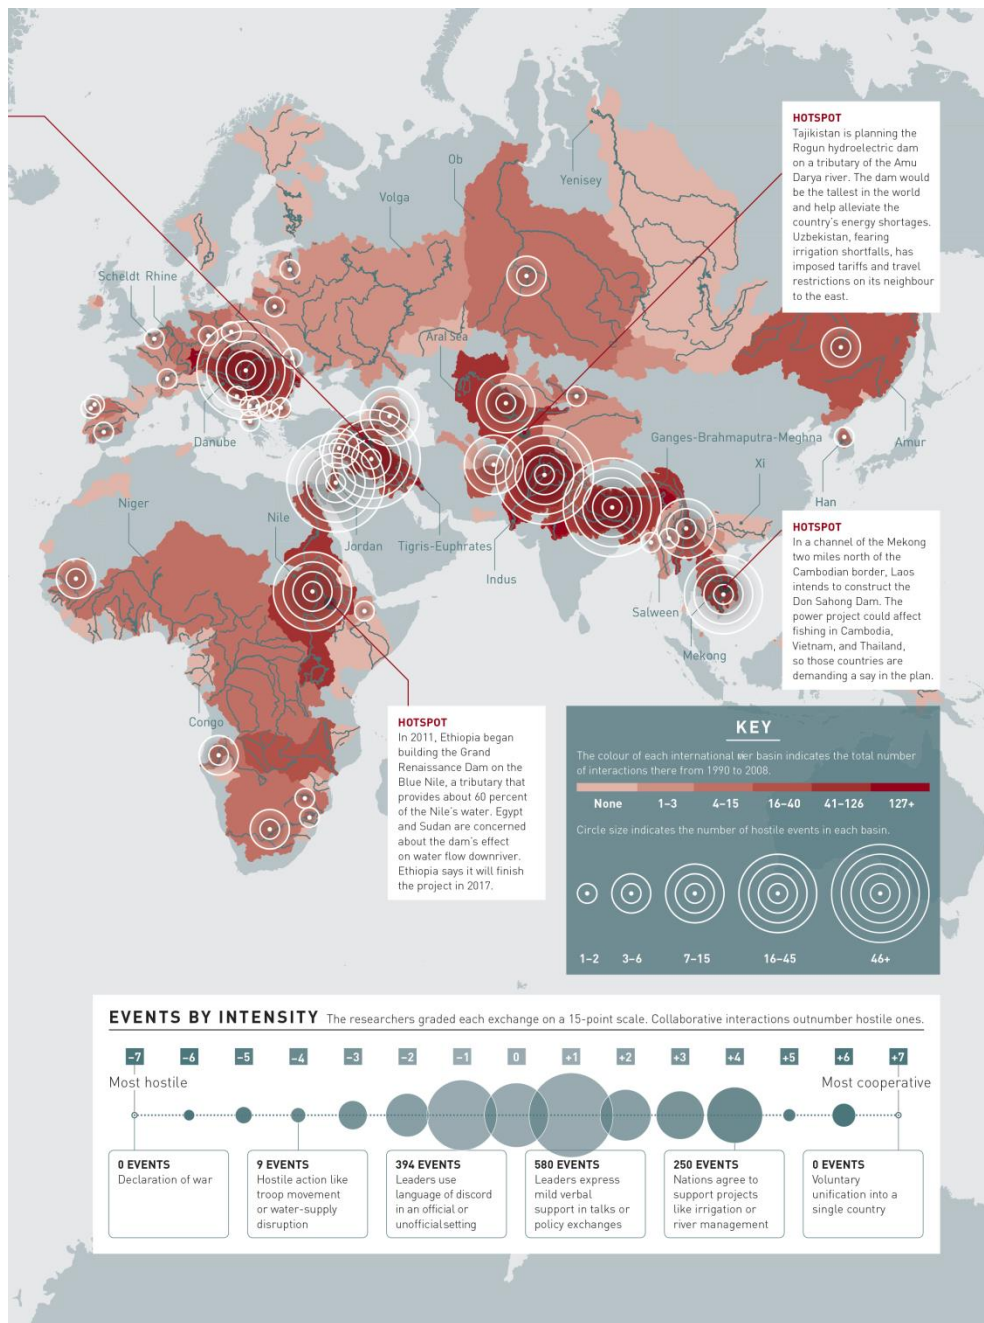 HOTSPOT
Tajikistan is planning the
Rogun hydroelectric dam
on a tributary of the Amu
Darya river. The dam would
be the tallest in the world
and help alleviate the
country's energy shortages.
Uzbekistan, fearing
irrigation shortfalls, has
imposed tariffs and travel
restrictions on its neighbour
to the east.
Ob
Yenisey
Volga
Scheldt Rhine
Aral Sea
Danube
Ganges-Brahmaputra-Meghna
Amur
Xi
Niger
Nile
Han
Jordan
Tigris-Euphrates
Indus
HOTSPOT
In a channel of the Mekong
two miles north of the
Cambodian border, Laos
intends to construct the
Don Sahong Dam. The
power project could affect
fishing in Cambodia,
Vietnam, and Thailand,
so those countries are
demanding a say in the plan.
Salween
Mekong
Congo
HOTSPOT
In 2011, Ethiopia began
building the Grand
Renaissance Dam on the
Blue Nile, a tributary that
provides about 60 percent
of the Nile's water. Egypt
and Sudan are concerned
about the dam's effect
on water flow downriver.
Ethiopia says it will finish
the project in 2017.
KEY
The colour of each international river basin indicates the total number
of interactions there from 1990 to 2008.
None 1–3 4–15 16–40 41–126 127+
Circle size indicates the number of hostile events in each basin.
1–2 3–6 7–15 16–45 46+
EVENTS BY INTENSITY The researchers graded each exchange on a 15-point scale. Collaborative interactions outnumber hostile ones.
–7 –6 –5 –4 –3 –2 –1 0 +1 +2 +3 +4 +5 +6 +7
Most hostile
Most cooperative
0 EVENTS
Declaration of war
9 EVENTS
Hostile action like
troop movement
or water-supply
disruption
394 EVENTS
Leaders use
language of discord
in an official or
unofficial setting
580 EVENTS
Leaders express
mild verbal
support in talks or
policy exchanges
250 EVENTS
Nations agree to
support projects
like irrigation or
river management
0 EVENTS
Voluntary
unification into a
single country